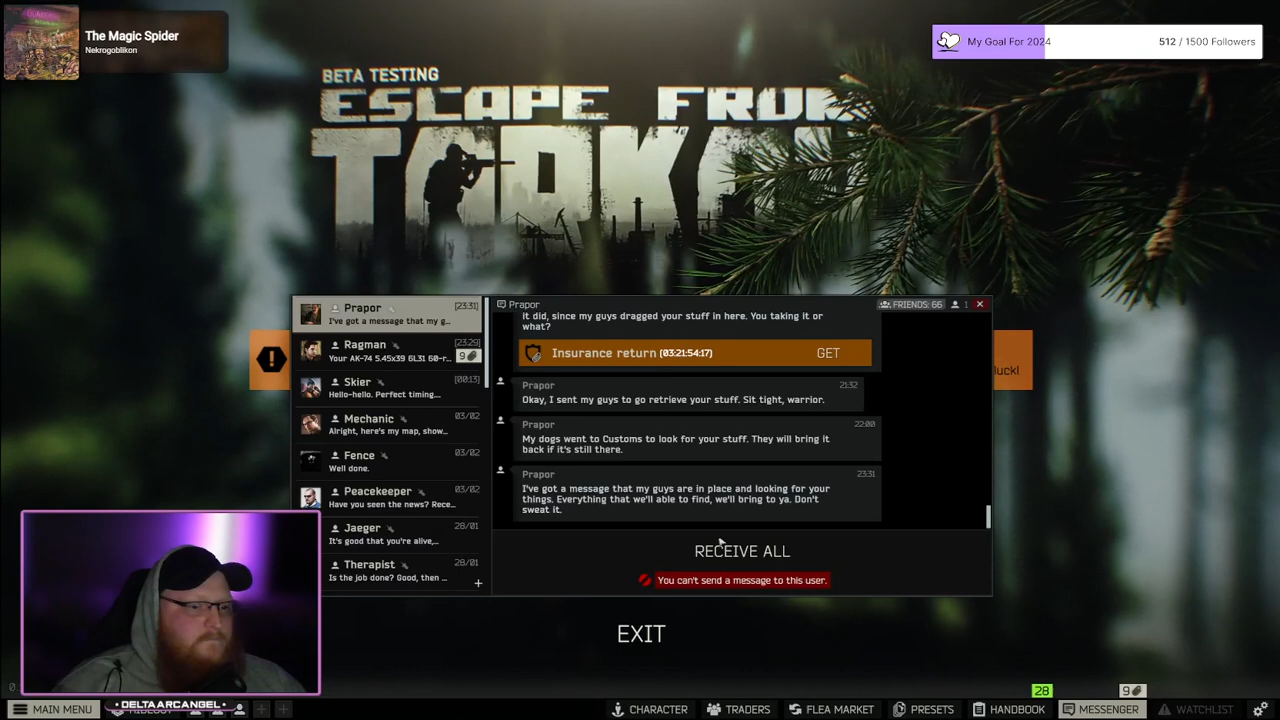 The Magic Spider
Nekrogoblikon
My Goal For 2024
512 / 1500 Followers
BETA TESTING
ESCAPE FROM
TARKOV
Prapor
[23:31]
I've got a message that my g...
Ragman
[23:29]
Your AK-74 5.45x39 6L31 60-r...
9
Skier
[00:13]
Hello-hello. Perfect timing...
Mechanic
03/02
Alright, here's my map, show...
Fence
03/02
Well done.
Peacekeeper
03/02
Have you seen the news? Rece...
Jaeger
28/01
It's good that you're alive,...
Therapist
28/01
Is the job done? Good, then ...
+
Prapor
FRIENDS: 66
1
It did, since my guys dragged your stuff in here. You taking it or
what?
Insurance return (03:21:54:17)
GET
Prapor
21:32
Okay, I sent my guys to go retrieve your stuff. Sit tight, warrior.
Prapor
22:00
My dogs went to Customs to look for your stuff. They will bring it
back if it's still there.
Prapor
23:31
I've got a message that my guys are in place and looking for your
things. Everything that we'll able to find, we'll bring to ya. Don't
sweat it.
RECEIVE ALL
You can't send a message to this user.
luck!
EXIT
DELTAARCANGEL
28
9
MAIN MENU
HIDEOUT
CHARACTER
TRADERS
FLEA MARKET
PRESETS
HANDBOOK
MESSENGER
WATCHLIST